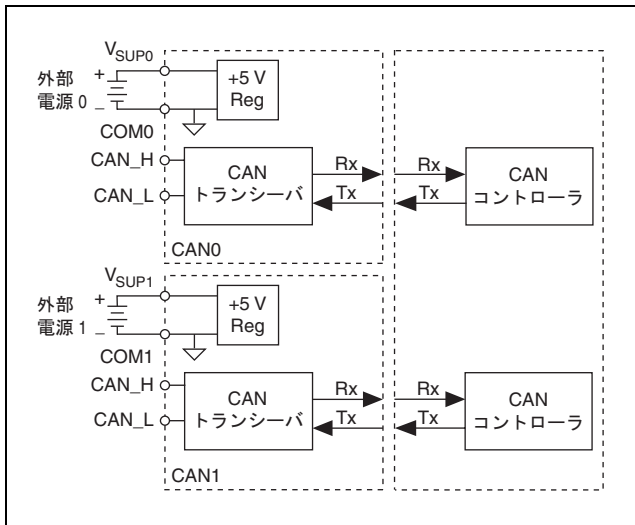 VSUP0
外部
電源 0
+
–
+5 V
Reg
COM0
CAN_H
CAN_L
CAN
トランシーバ
Rx
Tx
Rx
Tx
CAN
コントローラ
CAN0
VSUP1
外部
電源 1
+
–
+5 V
Reg
COM1
CAN_H
CAN_L
CAN
トランシーバ
Rx
Tx
Rx
Tx
CAN
コントローラ
CAN1